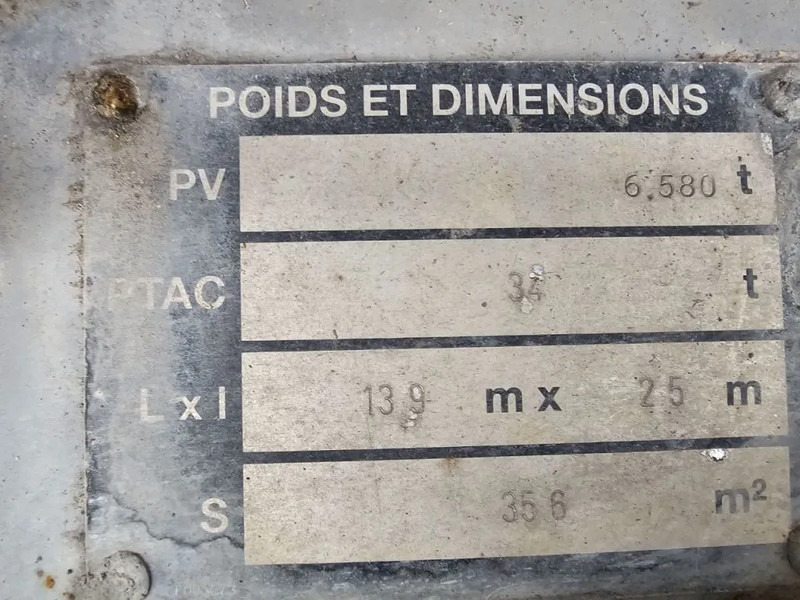 POIDS ET DIMENSIONS
PV 6.580 t
PTAC 34 t
L x l 13 9 m x 2 5 m
S 35 6 m²